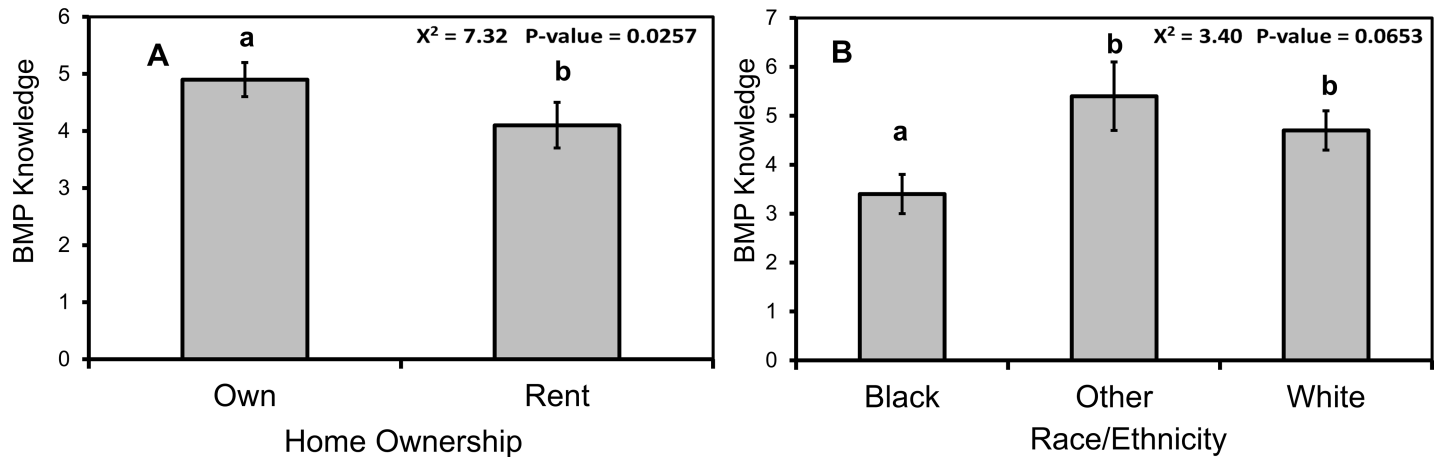 A
X² = 7.32 P-value = 0.0257
6
5
4
3
2
1
0
BMP Knowledge
a
b
Own
Rent
Home Ownership
B
X² = 3.40 P-value = 0.0653
7
6
5
4
3
2
1
0
BMP Knowledge
a
b
b
Black
Other
White
Race/Ethnicity